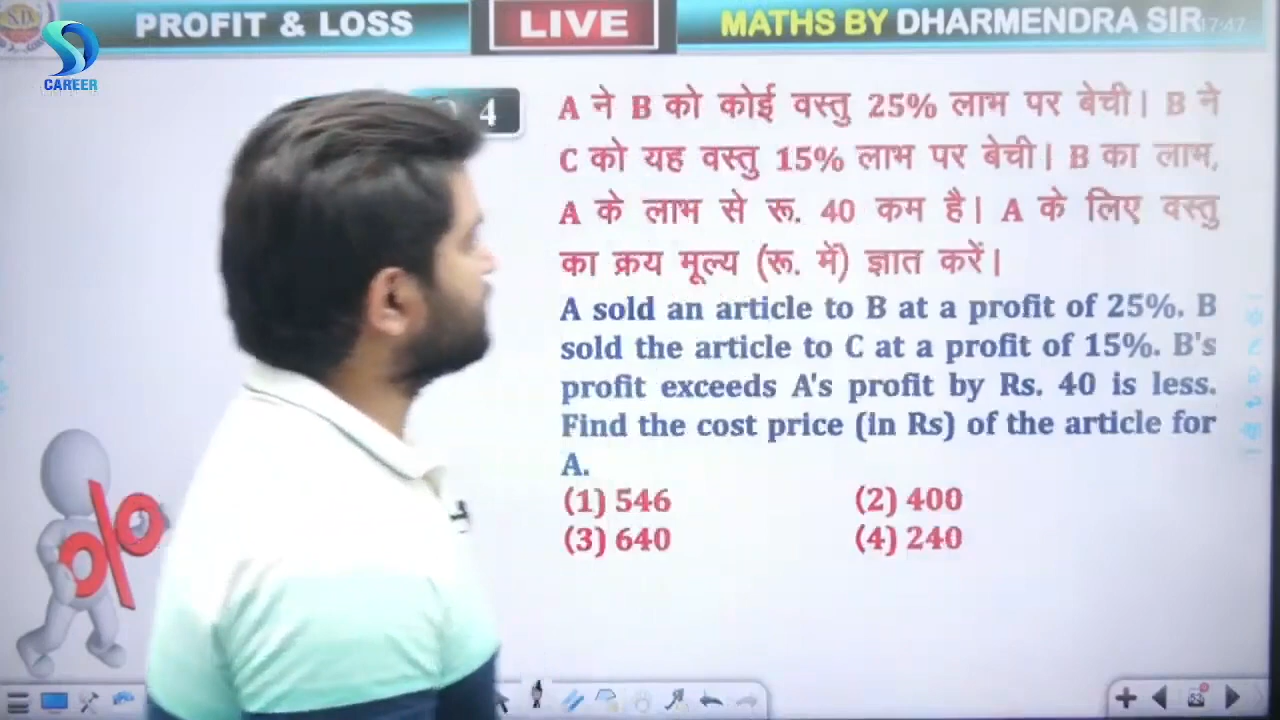 PROFIT & LOSS
LIVE
MATHS BY DHARMENDRA SIR
17:47
CAREER
4
A ने B को कोई वस्तु 25% लाभ पर बेची। B ने
C को यह वस्तु 15% लाभ पर बेची। B का लाभ,
A के लाभ से रू. 40 कम है। A के लिए वस्तु
का क्रय मूल्य (रू. में) ज्ञात करें।
A sold an article to B at a profit of 25%. B
sold the article to C at a profit of 15%. B's
profit exceeds A's profit by Rs. 40 is less.
Find the cost price (in Rs) of the article for
A.
(1) 546 (2) 400
(3) 640 (4) 240